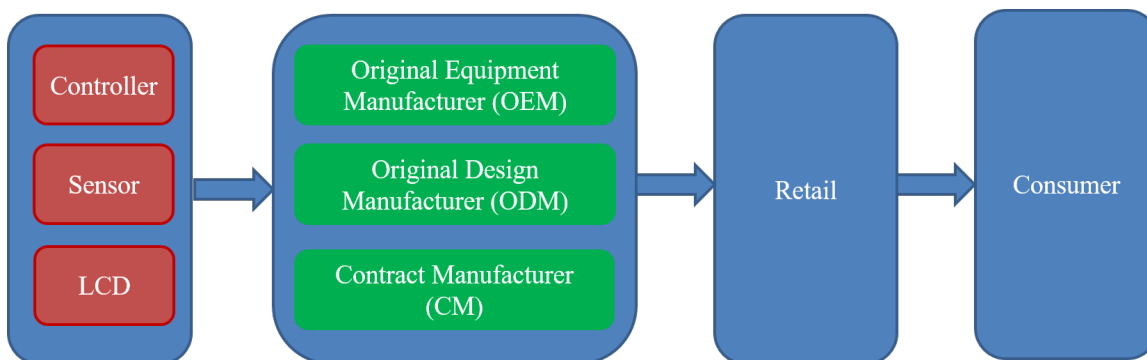 Controller
Sensor
LCD
Original Equipment
Manufacturer (OEM)
Original Design
Manufacturer (ODM)
Contract Manufacturer
(CM)
Retail
Consumer